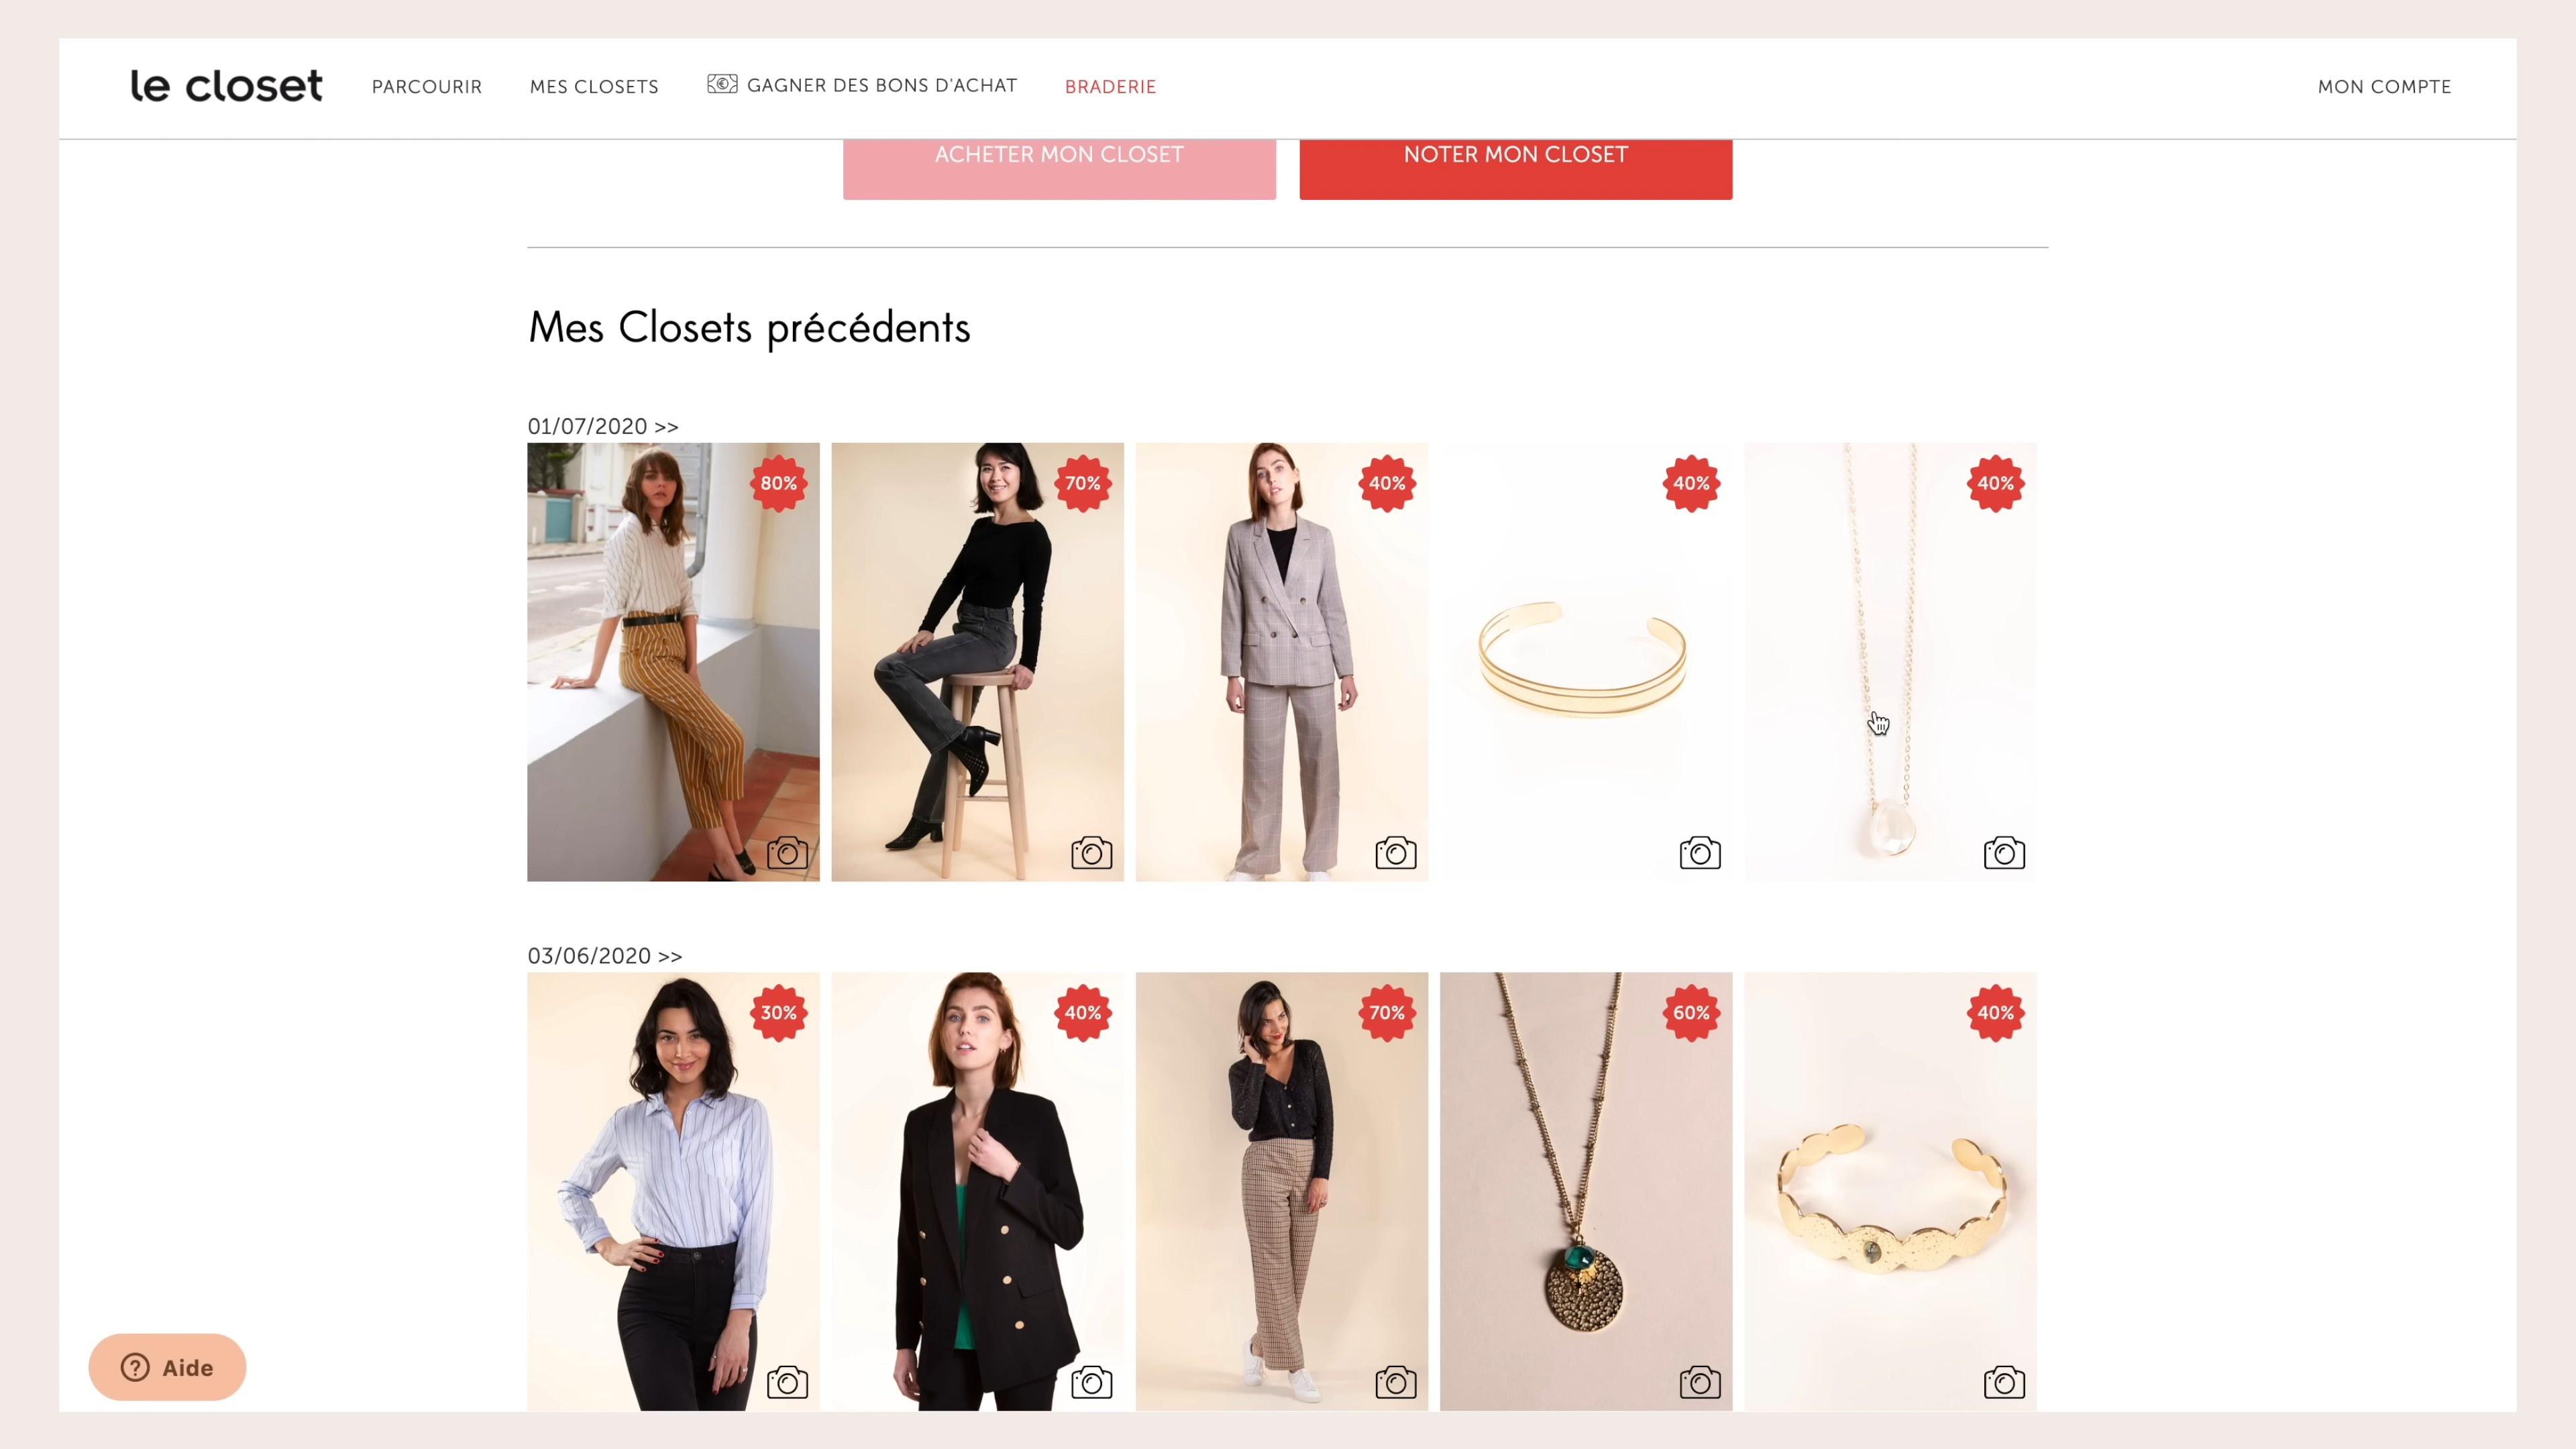 le closet
PARCOURIR
MES CLOSETS
GAGNER DES BONS D'ACHAT
BRADERIE
MON COMPTE
ACHETER MON CLOSET
NOTER MON CLOSET
Mes Closets précédents
01/07/2020 >>
80%
70%
40%
40%
40%
03/06/2020 >>
30%
40%
70%
60%
40%
? Aide